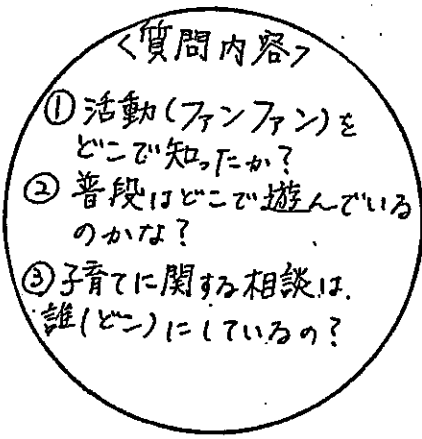 <質問内容>
①活動(ファンファン)を
どこで知ったか?
②普段はどこで遊んでいる
のかな?
③子育てに関する相談は、
誰(どこ)にしているの?